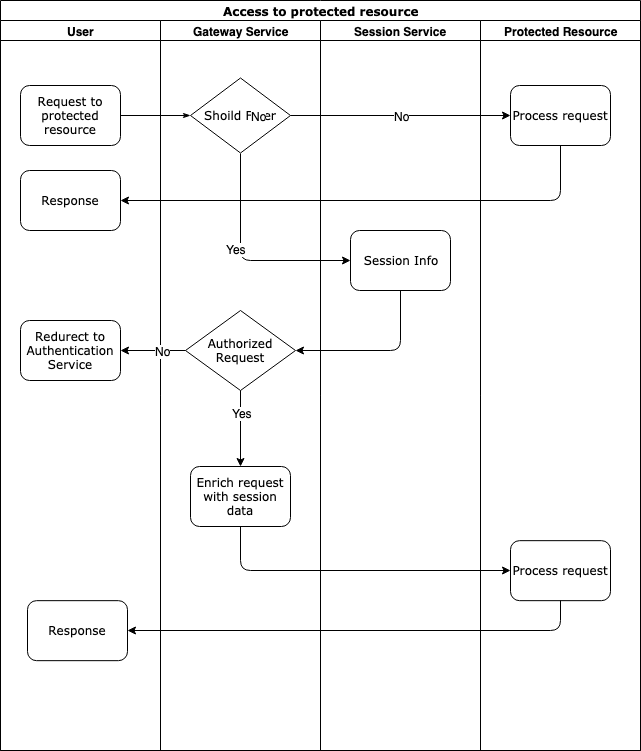 Access to protected resource
User
Gateway Service
Session Service
Protected Resource
Request to
protected
resource
Shoild
No
No
Process request
Response
Yes
Session Info
Redurect to
Authentication
Service
No
Authorized
Request
Yes
Enrich request
with session
data
Process request
Response